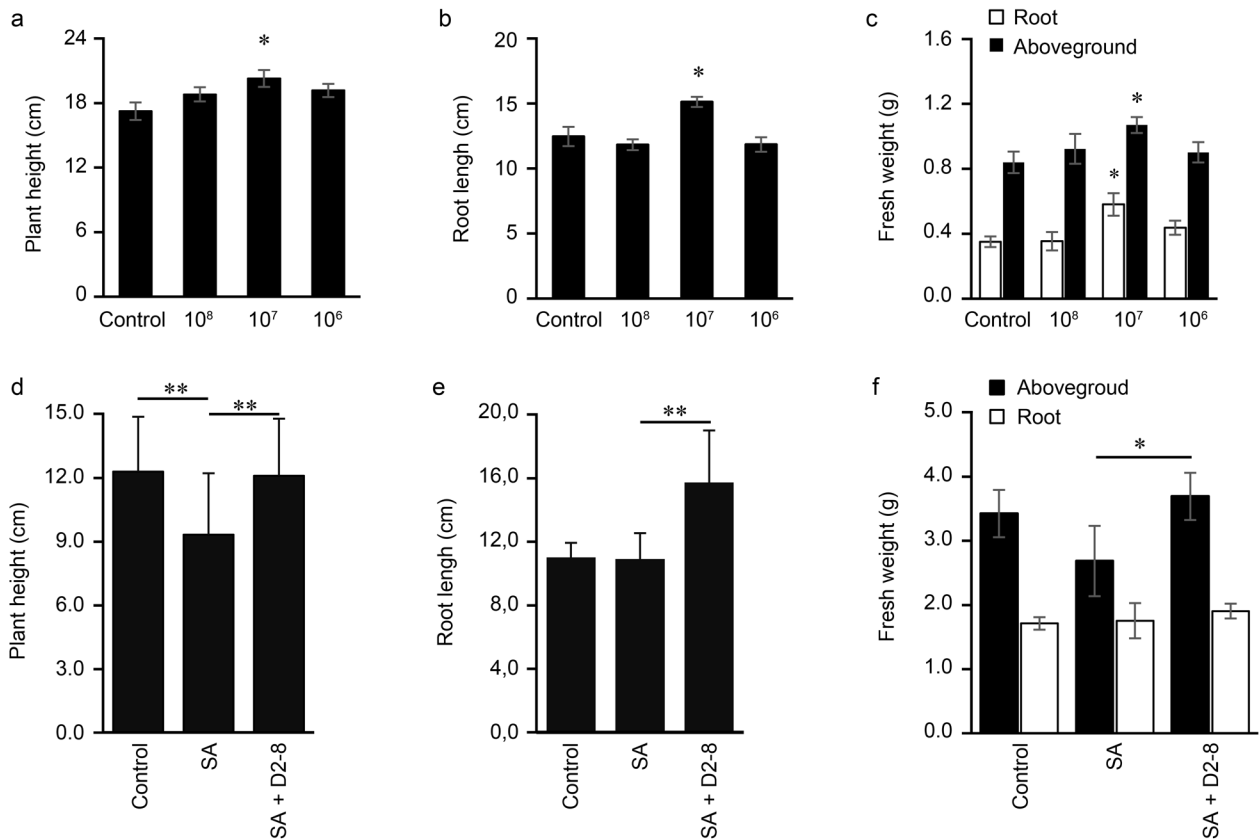 a
Plant height (cm)
24
18
12
6
0
*
Control 10⁸ 10⁷ 10⁶
b
Root lengh (cm)
20
15
10
5
0
*
Control 10⁸ 10⁷ 10⁶
c
Root
Aboveground
Fresh weight (g)
1.6
1.2
0.8
0.4
0.0
*
*
Control 10⁸ 10⁷ 10⁶
d
Plant height (cm)
15.0
12.0
9.0
6.0
3.0
0.0
**
**
Control
SA
SA + D2-8
e
Root lengh (cm)
20,0
16,0
12,0
8,0
4,0
0,0
**
Control
SA
SA + D2-8
f
Abovegroud
Root
Fresh weight (g)
5.0
4.0
3.0
2.0
1.0
0.0
*
Control
SA
SA + D2-8